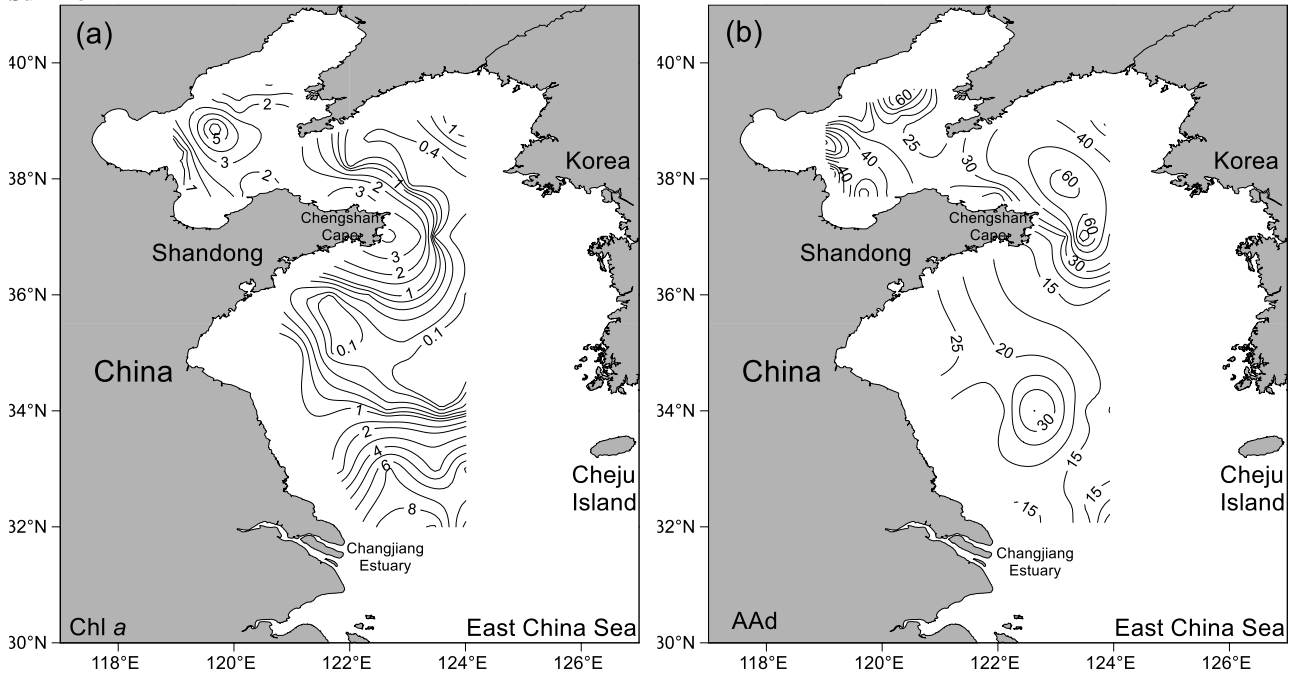 (a)
40°N
38°N
36°N
34°N
32°N
30°N
118°E
120°E
122°E
124°E
126°E
2
5
3
1
2
1
0.4
3
2
1
Korea
Chengshan
Cape
Shandong
3
2
1
0.1
0.1
China
1
2
4
6
8
Cheju
Island
Changjiang
Estuary
Chl a
East China Sea
(b)
40°N
38°N
36°N
34°N
32°N
30°N
118°E
120°E
122°E
124°E
126°E
60
25
40
40
30
40
60
Korea
Chengshan
Cape
60
Shandong
30
15
25
20
China
30
15
15
15
Cheju
Island
Changjiang
Estuary
AAd
East China Sea